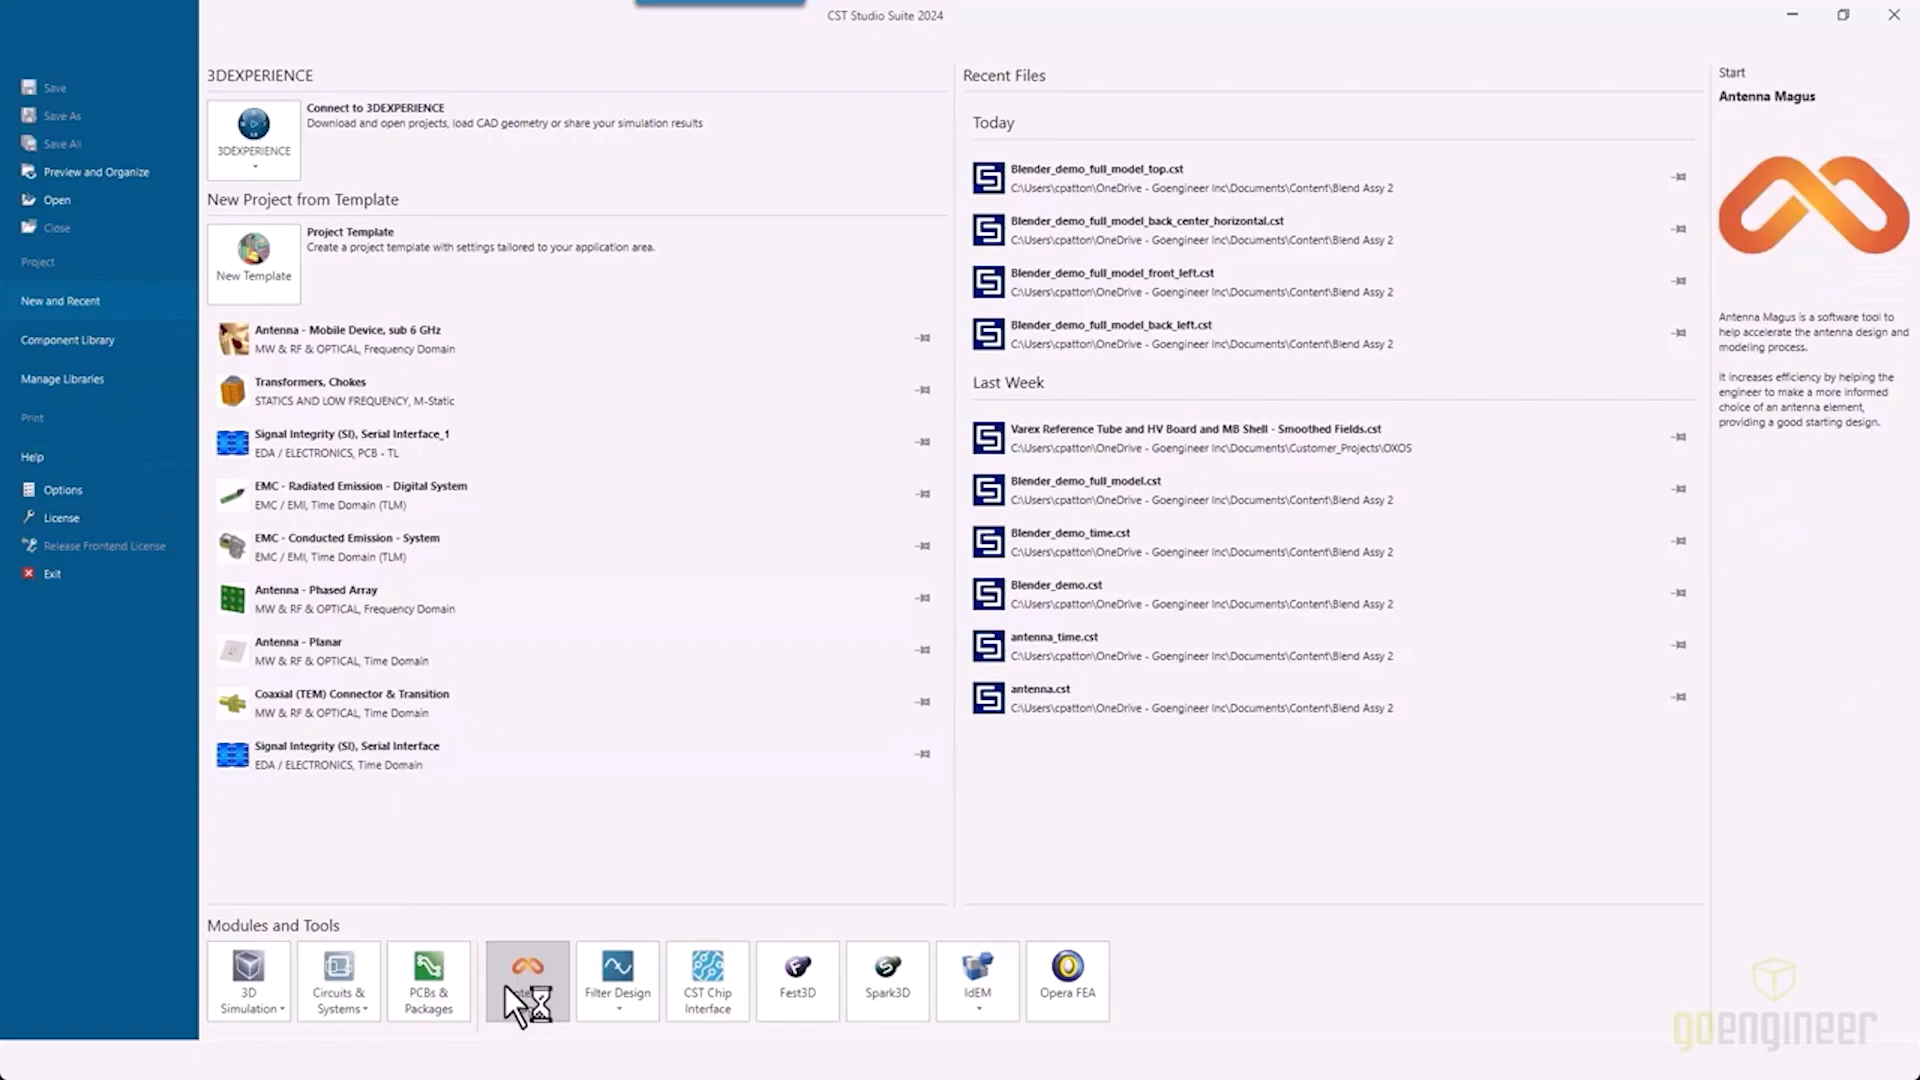 CST Studio Suite 2024
Save
Save As
Save All
Preview and Organize
Open
Close
Project
New and Recent
Component Library
Manage Libraries
Print
Help
Options
License
Release Frontend License
Exit
3DEXPERIENCE
3DEXPERIENCE
Connect to 3DEXPERIENCE
Download and open projects, load CAD geometry or share your simulation results
New Project from Template
New Template
Project Template
Create a project template with settings tailored to your application area.
Antenna - Mobile Device, sub 6 GHz
MW & RF & OPTICAL, Frequency Domain
Transformers, Chokes
STATICS AND LOW FREQUENCY, M-Static
Signal Integrity (SI), Serial Interface_1
EDA / ELECTRONICS, PCB - TL
EMC - Radiated Emission - Digital System
EMC / EMI, Time Domain (TLM)
EMC - Conducted Emission - System
EMC / EMI, Time Domain (TLM)
Antenna - Phased Array
MW & RF & OPTICAL, Frequency Domain
Antenna - Planar
MW & RF & OPTICAL, Time Domain
Coaxial (TEM) Connector & Transition
MW & RF & OPTICAL, Time Domain
Signal Integrity (SI), Serial Interface
EDA / ELECTRONICS, Time Domain
Recent Files
Today
Blender_demo_full_model_top.cst
C:\Users\cpatton\OneDrive - Goengineer Inc\Documents\Content\Blend Assy 2
Blender_demo_full_model_back_center_horizontal.cst
C:\Users\cpatton\OneDrive - Goengineer Inc\Documents\Content\Blend Assy 2
Blender_demo_full_model_front_left.cst
C:\Users\cpatton\OneDrive - Goengineer Inc\Documents\Content\Blend Assy 2
Blender_demo_full_model_back_left.cst
C:\Users\cpatton\OneDrive - Goengineer Inc\Documents\Content\Blend Assy 2
Last Week
Varex Reference Tube and HV Board and MB Shell - Smoothed Fields.cst
C:\Users\cpatton\OneDrive - Goengineer Inc\Documents\Customer_Projects\OXOS
Blender_demo_full_model.cst
C:\Users\cpatton\OneDrive - Goengineer Inc\Documents\Content\Blend Assy 2
Blender_demo_time.cst
C:\Users\cpatton\OneDrive - Goengineer Inc\Documents\Content\Blend Assy 2
Blender_demo.cst
C:\Users\cpatton\OneDrive - Goengineer Inc\Documents\Content\Blend Assy 2
antenna_time.cst
C:\Users\cpatton\OneDrive - Goengineer Inc\Documents\Content\Blend Assy 2
antenna.cst
C:\Users\cpatton\OneDrive - Goengineer Inc\Documents\Content\Blend Assy 2
Start
Antenna Magus
Antenna Magus is a software tool to
help accelerate the antenna design and
modeling process.
It increases efficiency by helping the
engineer to make a more informed
choice of an antenna element,
providing a good starting design.
Modules and Tools
3D
Simulation
Circuits &
Systems
PCBs &
Packages
Filter Design
CST Chip
Interface
Fest3D
Spark3D
IdEM
Opera FEA
goengineer